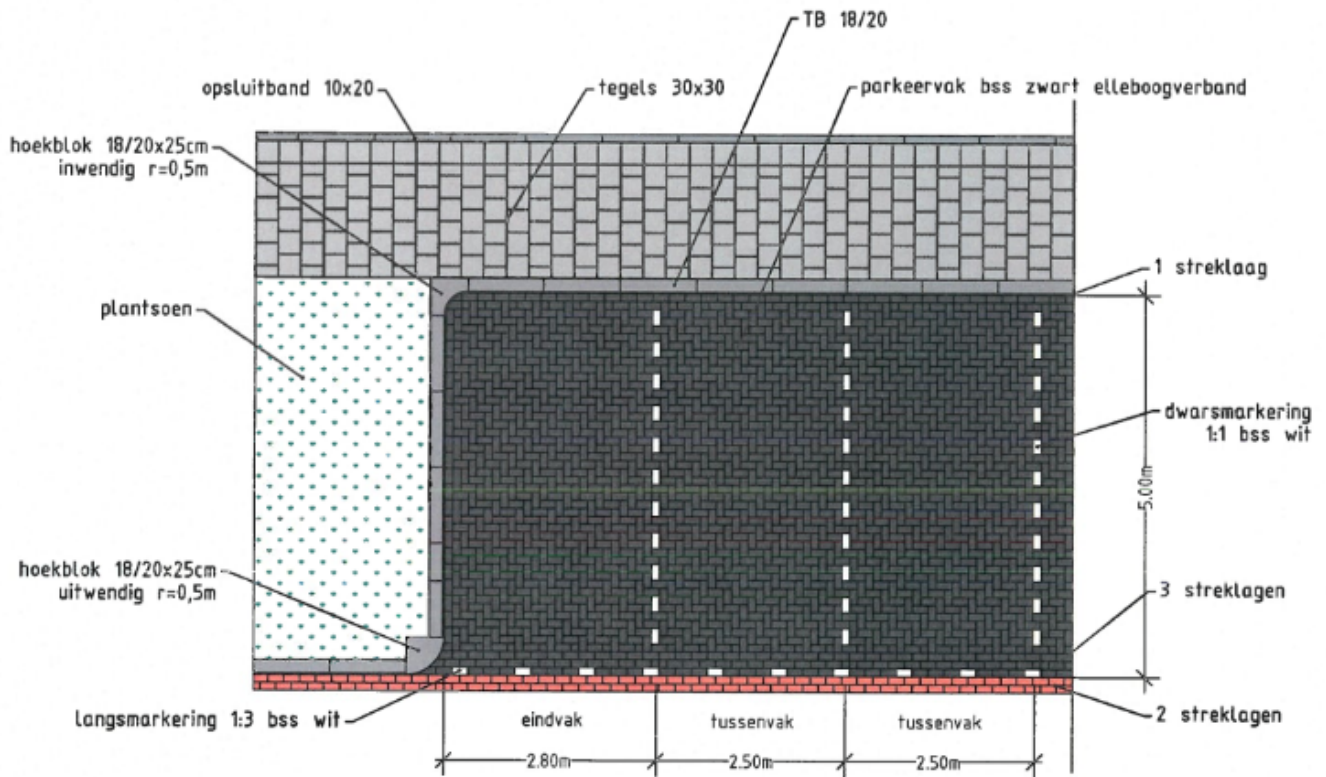 TB 18/20
opsluitband 10x20
tegels 30x30
parkeervak bss zwart elleboogverband
hoekblok 18/20x25cm
inwendig r=0,5m
1 streklaag
plantsoen
dwarsmarkering
1:1 bss wit
5.00m
hoekblok 18/20x25cm
uitwendig r=0,5m
3 streklagen
langsmarkering 1:3 bss wit
eindvak
tussenvak
tussenvak
2 streklagen
2.80m
2.50m
2.50m